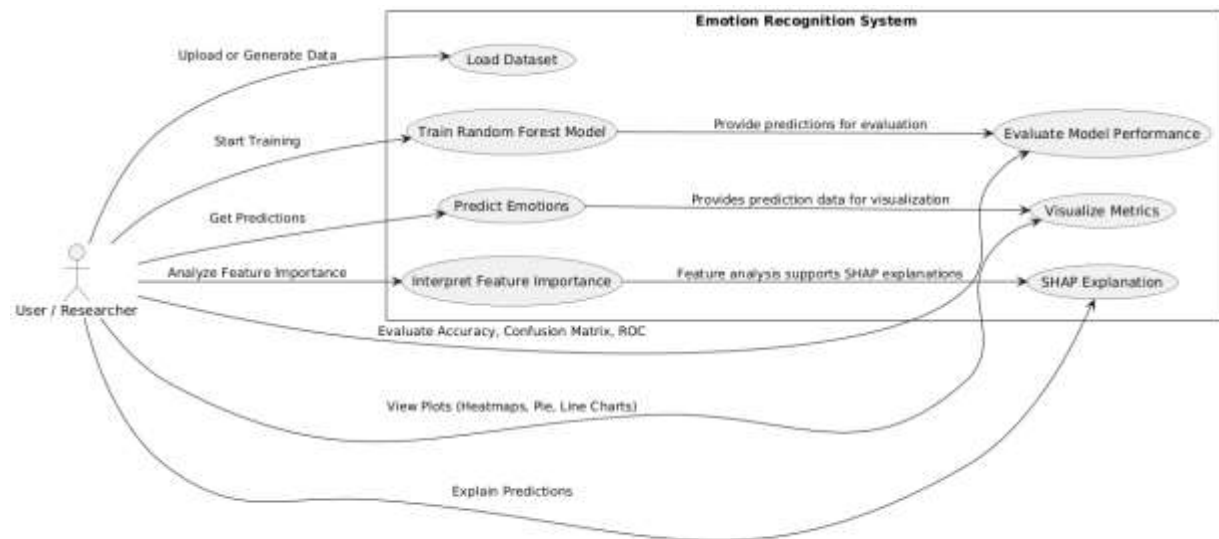 Emotion Recognition System
Upload or Generate Data
Load Dataset
Start Training
Train Random Forest Model
Provide predictions for evaluation
Evaluate Model Performance
Get Predictions
Predict Emotions
Provides prediction data for visualization
Visualize Metrics
Analyze Feature Importance
Interpret Feature Importance
Feature analysis supports SHAP explanations
SHAP Explanation
User / Researcher
Evaluate Accuracy, Confusion Matrix, ROC
View Plots (Heatmaps, Pie, Line Charts)
Explain Predictions